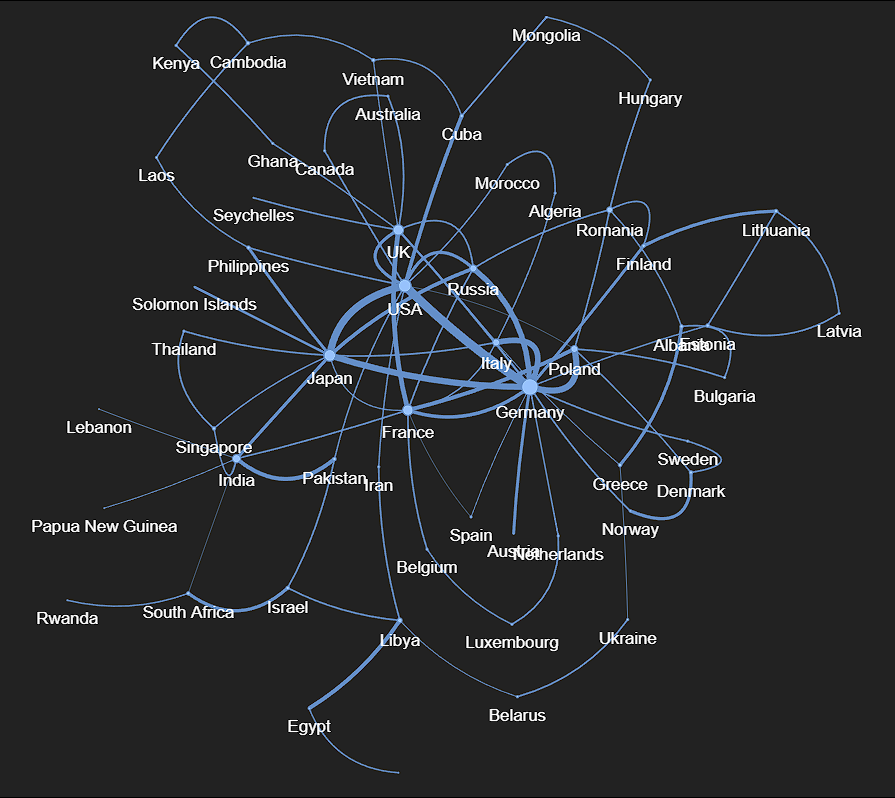 Mongolia
Kenya
Cambodia
Vietnam
Hungary
Australia
Cuba
Ghana
Canada
Laos
Morocco
Seychelles
Algeria
Romania
Lithuania
UK
Philippines
Finland
Russia
Solomon Islands
USA
Latvia
Thailand
Albania
Estonia
Italy
Poland
Japan
Bulgaria
Germany
Lebanon
France
Singapore
Sweden
India
Pakistan
Iran
Greece
Denmark
Papua New Guinea
Spain
Norway
Austria
Netherlands
Belgium
Rwanda
South Africa
Israel
Libya
Luxembourg
Ukraine
Belarus
Egypt